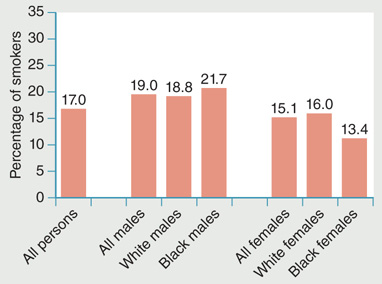 Percentage of smokers
35
30
25
20
15
10
5
0
17.0
19.0
18.8
21.7
15.1
16.0
13.4
All persons
All males
White males
Black males
All females
White females
Black females